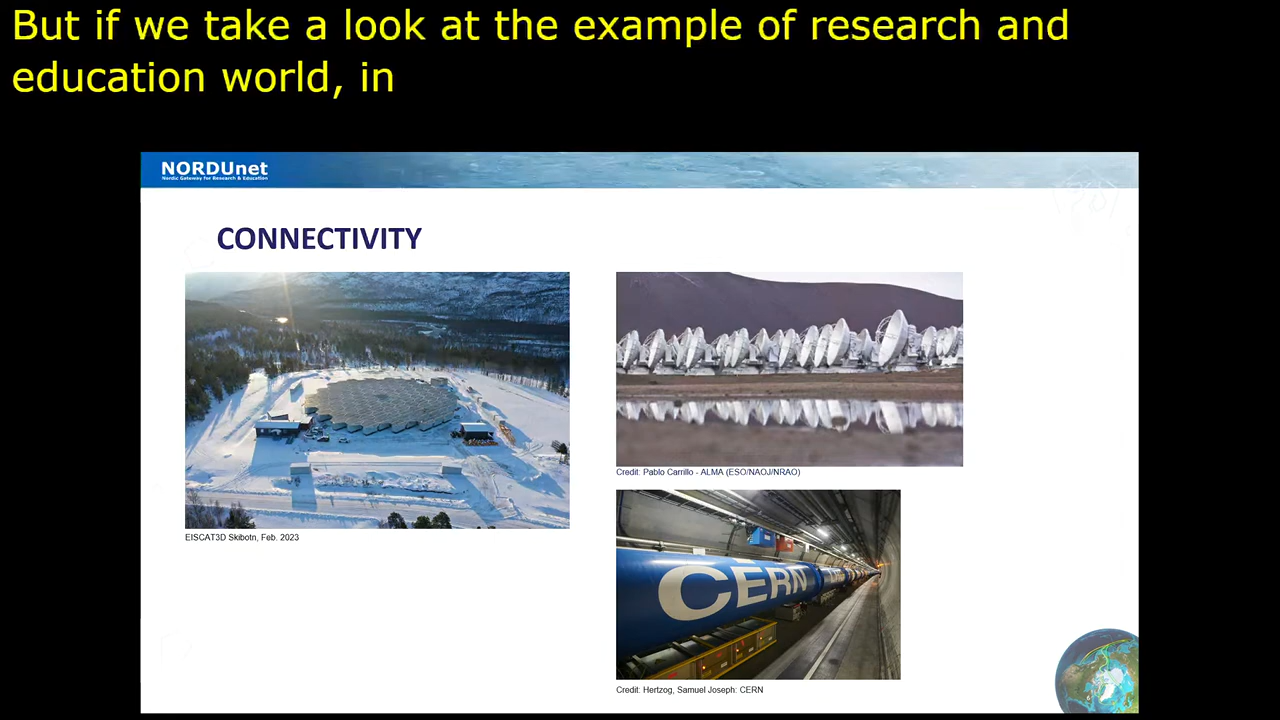 But if we take a look at the example of research and
education world, in
NORDUnet
Nordic Gateway for Research & Education
CONNECTIVITY
EISCAT3D Skibotn, Feb. 2023
Credit: Pablo Carrillo - ALMA (ESO/NAOJ/NRAO)
CERN
Credit: Hertzog, Samuel Joseph: CERN